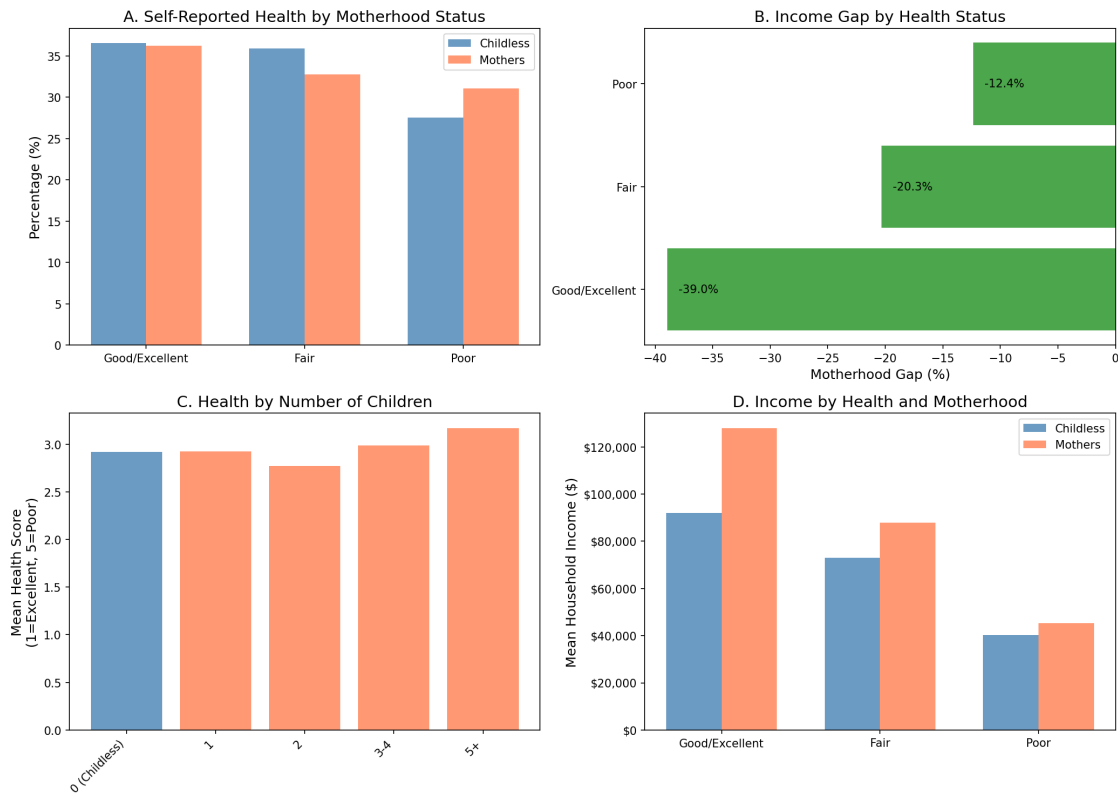 A. Self-Reported Health by Motherhood Status
Percentage (%)
35
30
25
20
15
10
5
0
Good/Excellent
Fair
Poor
Childless
Mothers
B. Income Gap by Health Status
Poor
Fair
Good/Excellent
-12.4%
-20.3%
-39.0%
−40
−35
−30
−25
−20
−15
−10
−5
0
Motherhood Gap (%)
C. Health by Number of Children
Mean Health Score
(1=Excellent, 5=Poor)
3.0
2.5
2.0
1.5
1.0
0.5
0.0
0 (Childless)
1
2
3-4
5+
D. Income by Health and Motherhood
Mean Household Income ($)
$120,000
$100,000
$80,000
$60,000
$40,000
$20,000
$0
Good/Excellent
Fair
Poor
Childless
Mothers